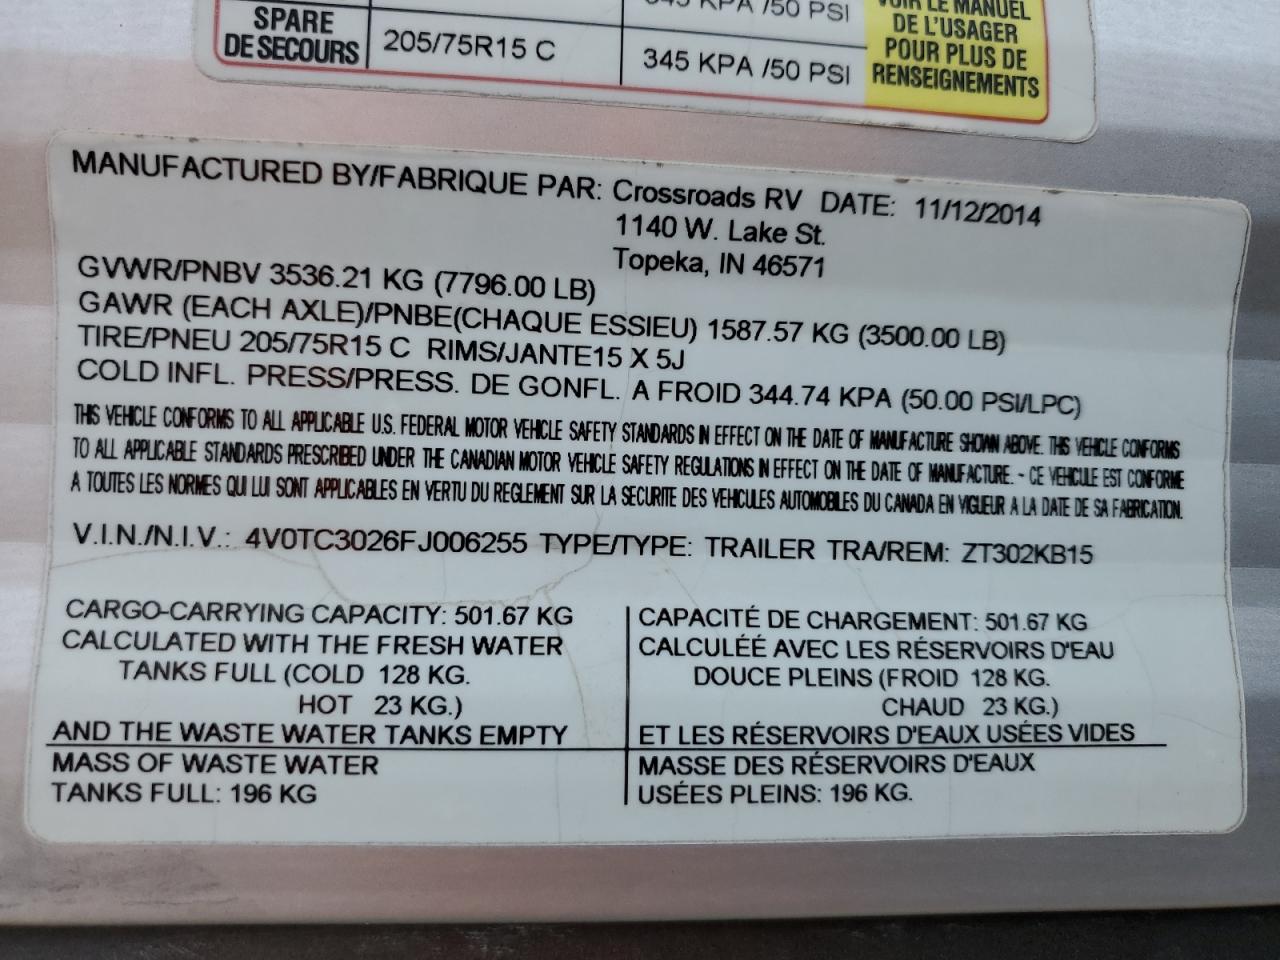 345 KPA /50 PSI
VOIR LE MANUEL
DE L'USAGER
POUR PLUS DE
RENSEIGNEMENTS
SPARE
DE SECOURS
205/75R15 C
345 KPA /50 PSI
MANUFACTURED BY/FABRIQUE PAR: Crossroads RV DATE: 11/12/2014
1140 W. Lake St.
Topeka, IN 46571
GVWR/PNBV 3536.21 KG (7796.00 LB)
GAWR (EACH AXLE)/PNBE(CHAQUE ESSIEU) 1587.57 KG (3500.00 LB)
TIRE/PNEU 205/75R15 C RIMS/JANTE15 X 5J
COLD INFL. PRESS/PRESS. DE GONFL. A FROID 344.74 KPA (50.00 PSI/LPC)
THIS VEHICLE CONFORMS TO ALL APPLICABLE U.S. FEDERAL MOTOR VEHICLE SAFETY STANDARDS IN EFFECT ON THE DATE OF MANUFACTURE SHOWN ABOVE. THIS VEHICLE CONFORMS
TO ALL APPLICABLE STANDARDS PRESCRIBED UNDER THE CANADIAN MOTOR VEHICLE SAFETY REGULATIONS IN EFFECT ON THE DATE OF MANUFACTURE. - CE VEHICULE EST CONFORME
A TOUTES LES NORMES QUI LUI SONT APPLICABLES EN VERTU DU REGLEMENT SUR LA SECURITE DES VEHICULES AUTOMOBILES DU CANADA EN VIGUEUR A LA DATE DE SA FABRICATION.
V.I.N./N.I.V.: 4V0TC3026FJ006255 TYPE/TYPE: TRAILER TRA/REM: ZT302KB15
CARGO-CARRYING CAPACITY: 501.67 KG
CALCULATED WITH THE FRESH WATER
TANKS FULL (COLD 128 KG.
HOT 23 KG.)
AND THE WASTE WATER TANKS EMPTY
MASS OF WASTE WATER
TANKS FULL: 196 KG
CAPACITÉ DE CHARGEMENT: 501.67 KG
CALCULÉÉ AVEC LES RÉSERVOIRS D'EAU
DOUCE PLEINS (FROID 128 KG.
CHAUD 23 KG.)
ET LES RÉSERVOIRS D'EAUX USÉES VIDES
MASSE DES RÉSERVOIRS D'EAUX
USÉES PLEINS: 196 KG.